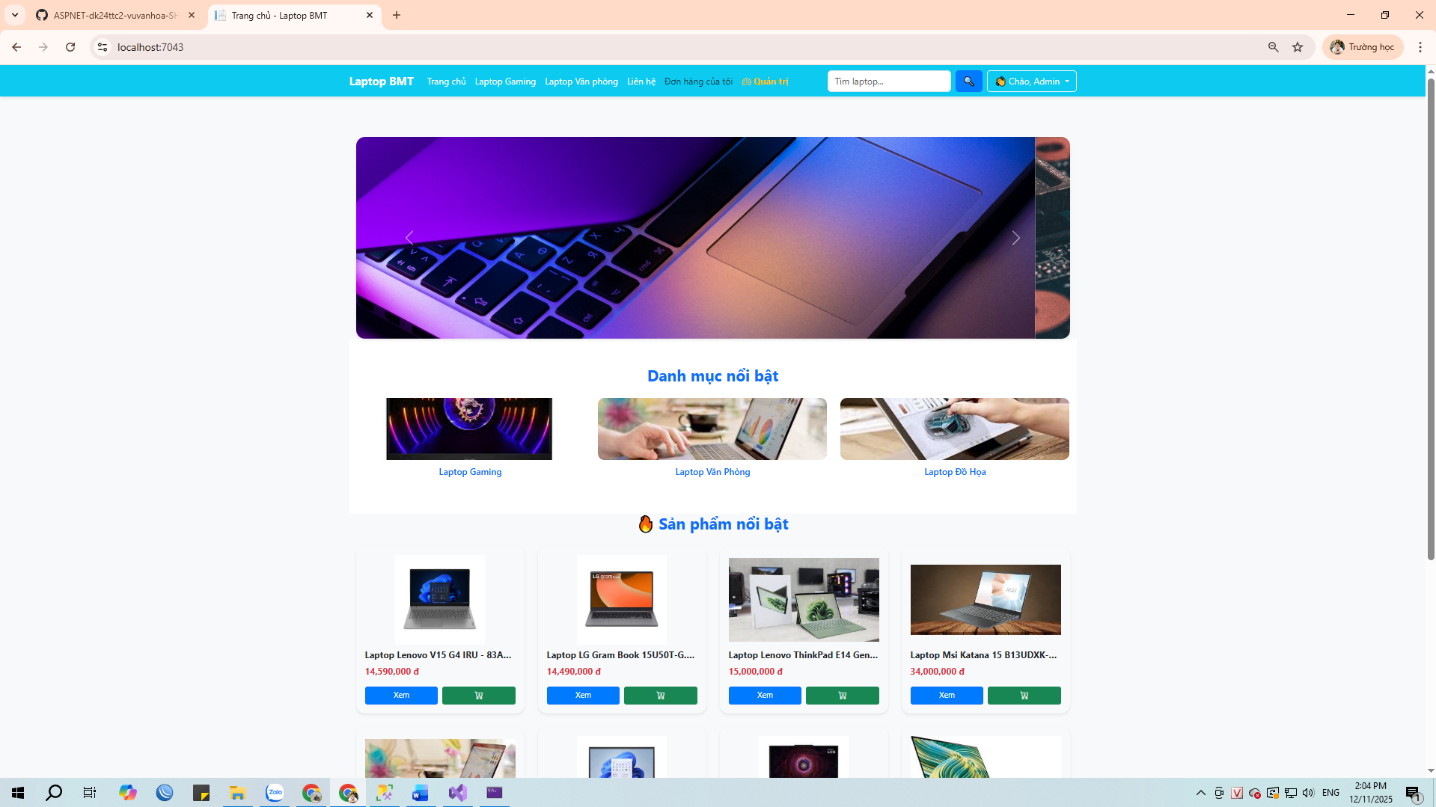 ASPNET-dk24ttc2-vuvanhoa-SH
Trang chủ - Laptop BMT
localhost:7043
Trường học
Laptop BMT
Trang chủ
Laptop Gaming
Laptop Văn phòng
Liên hệ
Đơn hàng của tôi
Quản trị
Tìm laptop...
Chào, Admin
Danh mục nổi bật
Laptop Gaming
Laptop Văn Phòng
Laptop Đồ Họa
Sản phẩm nổi bật
Laptop Lenovo V15 G4 IRU - 83A...
14,590,000 đ
Xem
Laptop LG Gram Book 15U50T-G....
14,490,000 đ
Xem
Laptop Lenovo ThinkPad E14 Gen...
15,000,000 đ
Xem
Laptop Msi Katana 15 B13UDXK-...
34,000,000 đ
Xem
Zalo
ENG
2:04 PM
12/11/2025
1